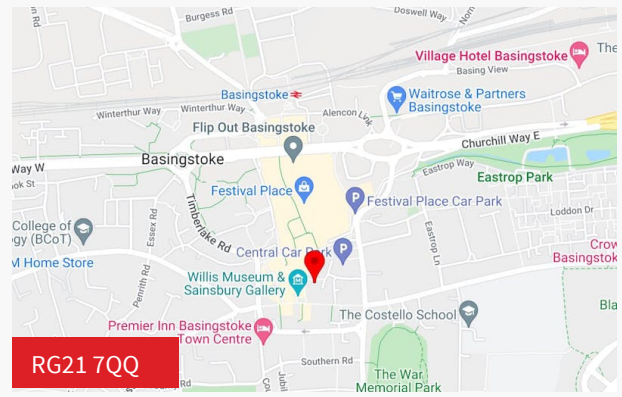 Burgess Rd
Doswell Way
Village Hotel Basingstoke
The
Basing View
Basingstoke
Waitrose & Partners
Basingstoke
Winterthur Way
Winterthur Way
Alencon Link
Flip Out Basingstoke
Churchill Way E
Basingstoke
Way W
Eastrop Way
Eastrop Park
Festival Place
Festival Place Car Park
Loddon Dr
College of
gy (BCoT)
Essex Rd
Timberlake Rd
Eastrop Ln
Central Car Park
Crow
Basingstok
M Home Store
Penrith Rd
Willis Museum &
Sainsbury Gallery
The Costello School
Bla
Premier Inn Basingstoke
Town Centre
Southern Rd
RG21 7QQ
The War
Memorial Park